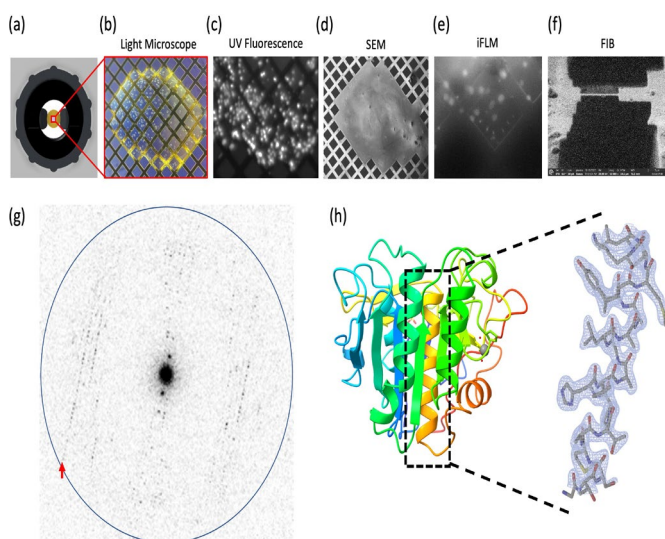 (a)
(b)
(c)
(d)
(e)
(f)
Light Microscope
UV Fluorescence
SEM
iFLM
FIB
(g)
(h)